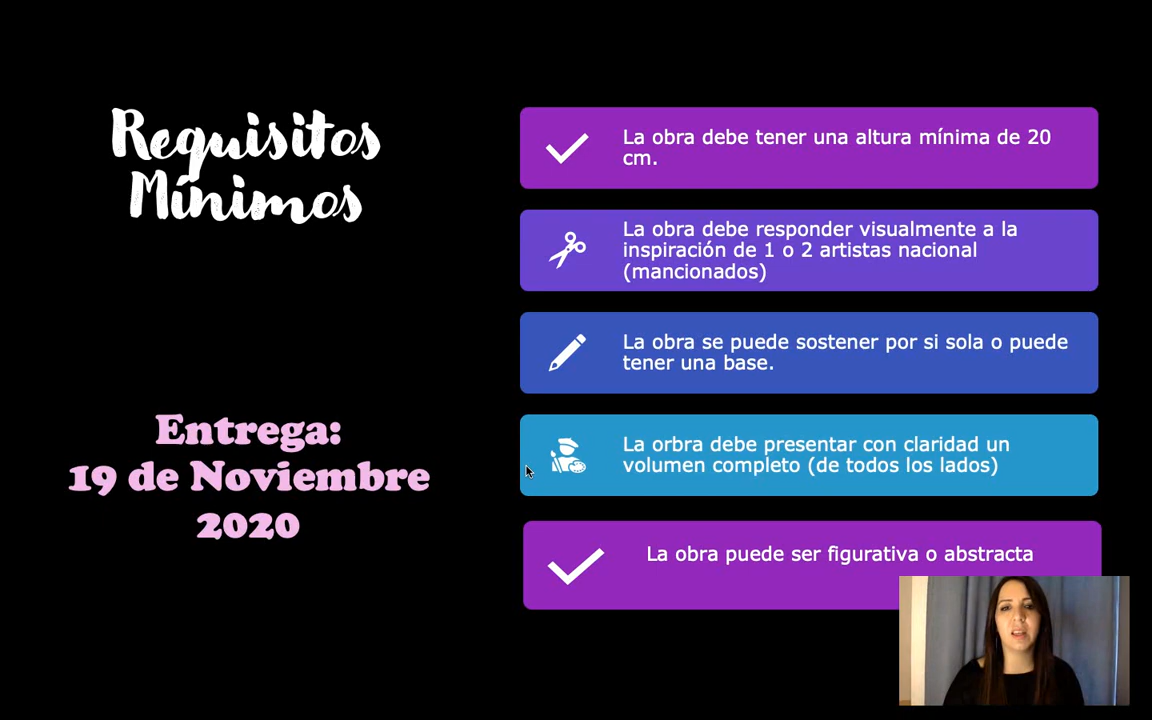 Requisitos
Mínimos
La obra debe tener una altura mínima de 20
cm.
La obra debe responder visualmente a la
inspiración de 1 o 2 artistas nacional
(mancionados)
La obra se puede sostener por si sola o puede
tener una base.
La orbra debe presentar con claridad un
volumen completo (de todos los lados)
La obra puede ser figurativa o abstracta
Entrega:
19 de Noviembre
2020